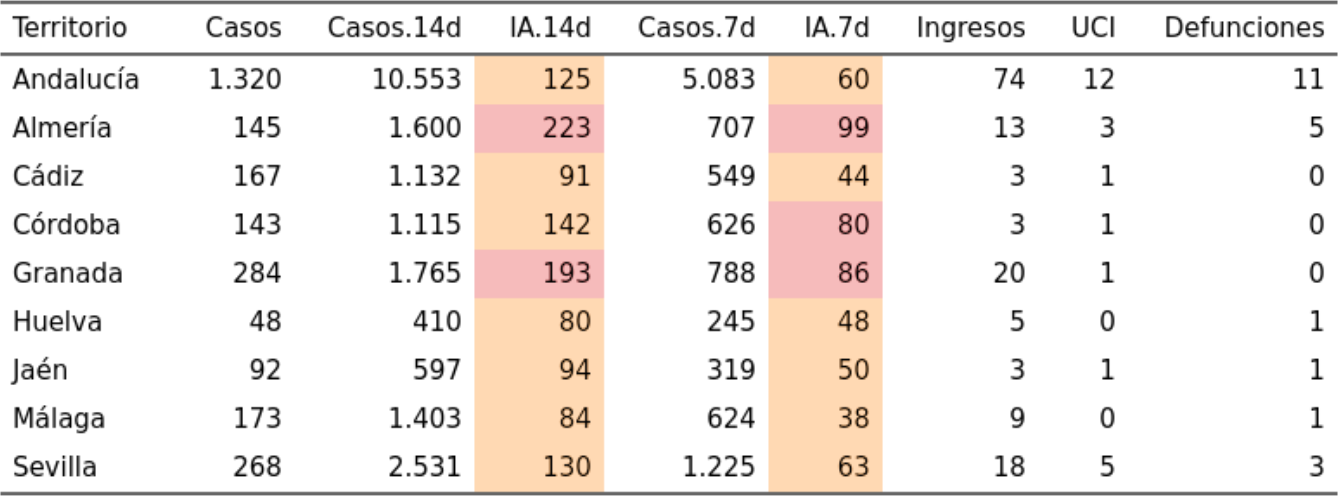 Territorio Casos Casos.14d IA.14d Casos.7d IA.7d Ingresos UCI Defunciones
Andalucía 1.320 10.553 125 5.083 60 74 12 11
Almería 145 1.600 223 707 99 13 3 5
Cádiz 167 1.132 91 549 44 3 1 0
Córdoba 143 1.115 142 626 80 3 1 0
Granada 284 1.765 193 788 86 20 1 0
Huelva 48 410 80 245 48 5 0 1
Jaén 92 597 94 319 50 3 1 1
Málaga 173 1.403 84 624 38 9 0 1
Sevilla 268 2.531 130 1.225 63 18 5 3